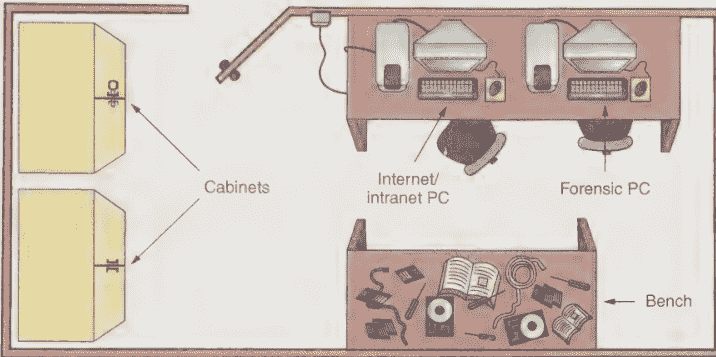 Cabinets
Internet/
intranet PC
Forensic PC
Bench